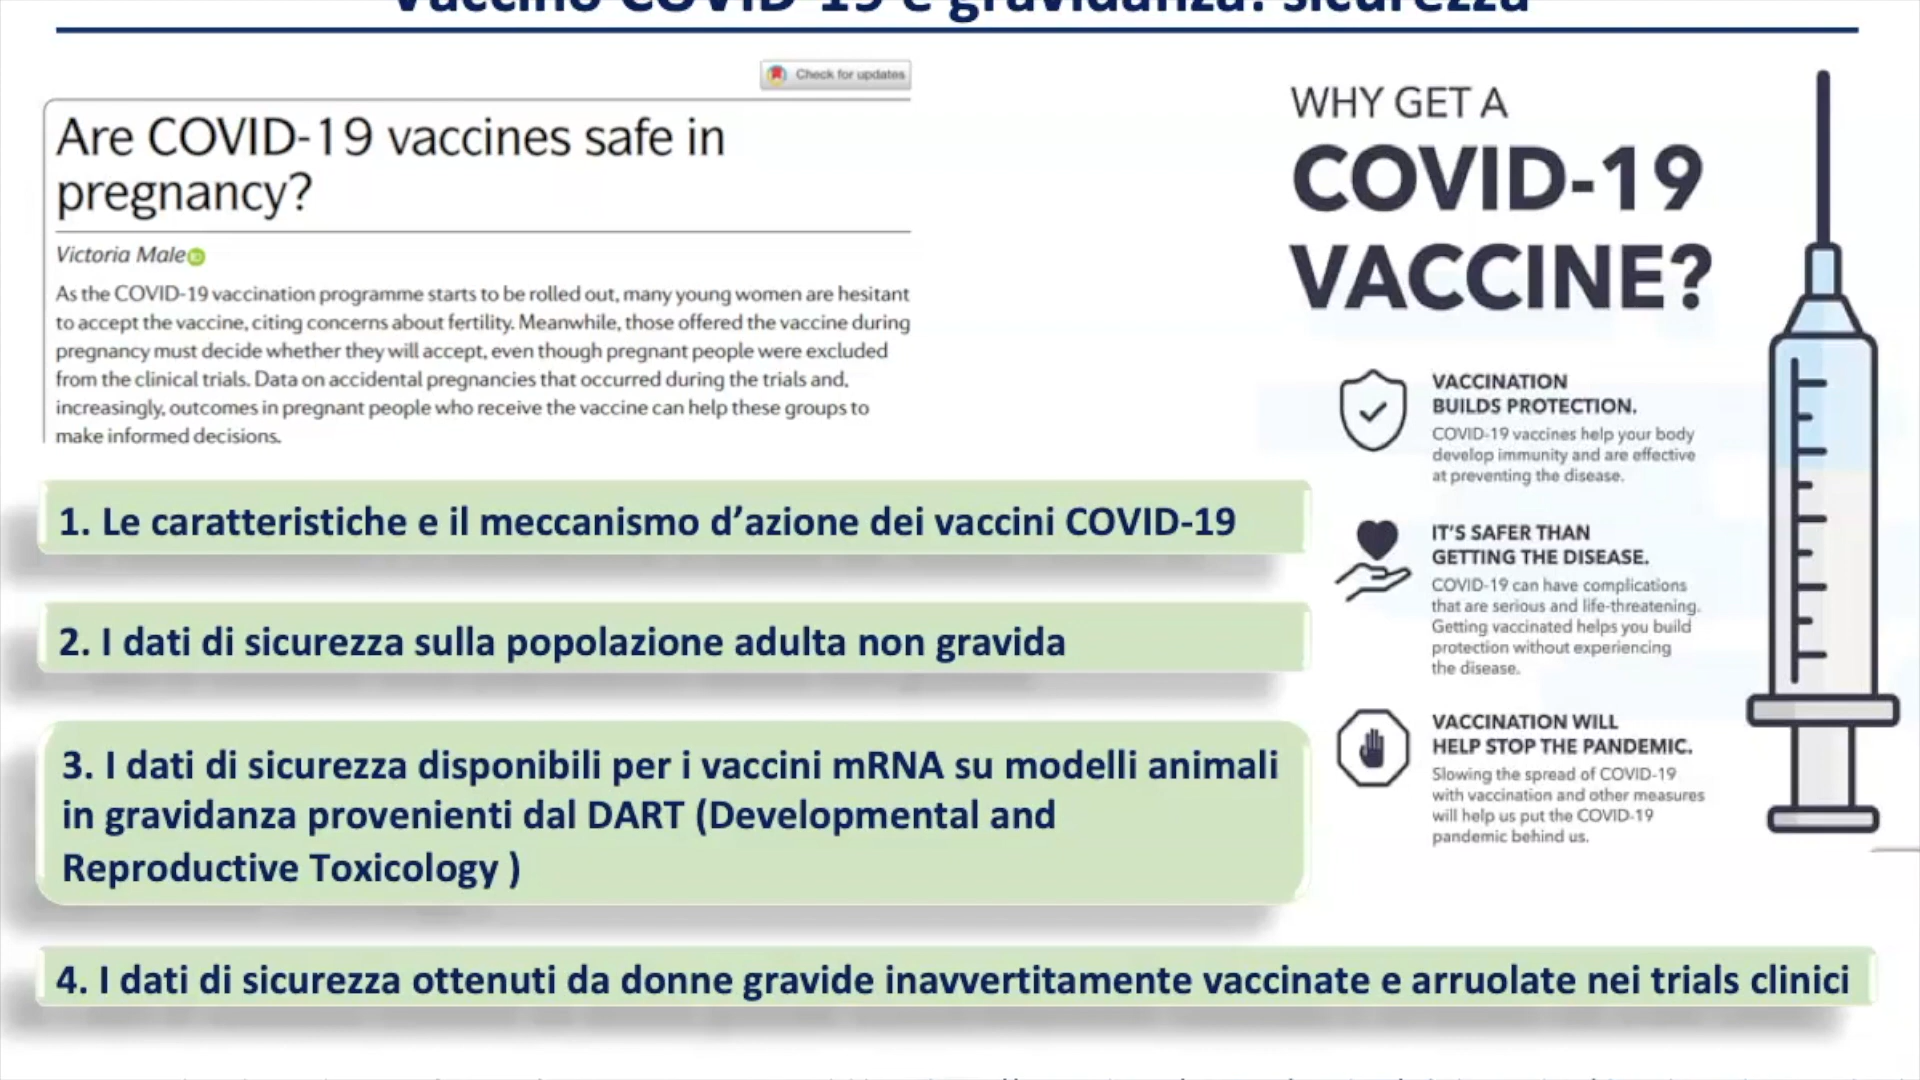 Vaccino COVID-19 e gravidanza: sicurezza
Check for updates
Are COVID-19 vaccines safe in
pregnancy?
Victoria Male
As the COVID-19 vaccination programme starts to be rolled out, many young women are hesitant
to accept the vaccine, citing concerns about fertility. Meanwhile, those offered the vaccine during
pregnancy must decide whether they will accept, even though pregnant people were excluded
from the clinical trials. Data on accidental pregnancies that occurred during the trials and,
increasingly, outcomes in pregnant people who receive the vaccine can help these groups to
make informed decisions.
1. Le caratteristiche e il meccanismo d’azione dei vaccini COVID-19
2. I dati di sicurezza sulla popolazione adulta non gravida
3. I dati di sicurezza disponibili per i vaccini mRNA su modelli animali
in gravidanza provenienti dal DART (Developmental and
Reproductive Toxicology )
4. I dati di sicurezza ottenuti da donne gravide inavvertitamente vaccinate e arruolate nei trials clinici
WHY GET A
COVID-19
VACCINE?
VACCINATION
BUILDS PROTECTION.
COVID-19 vaccines help your body
develop immunity and are effective
at preventing the disease.
IT’S SAFER THAN
GETTING THE DISEASE.
COVID-19 can have complications
that are serious and life-threatening.
Getting vaccinated helps you build
protection without experiencing
the disease.
VACCINATION WILL
HELP STOP THE PANDEMIC.
Slowing the spread of COVID-19
with vaccination and other measures
will help us put the COVID-19
pandemic behind us.